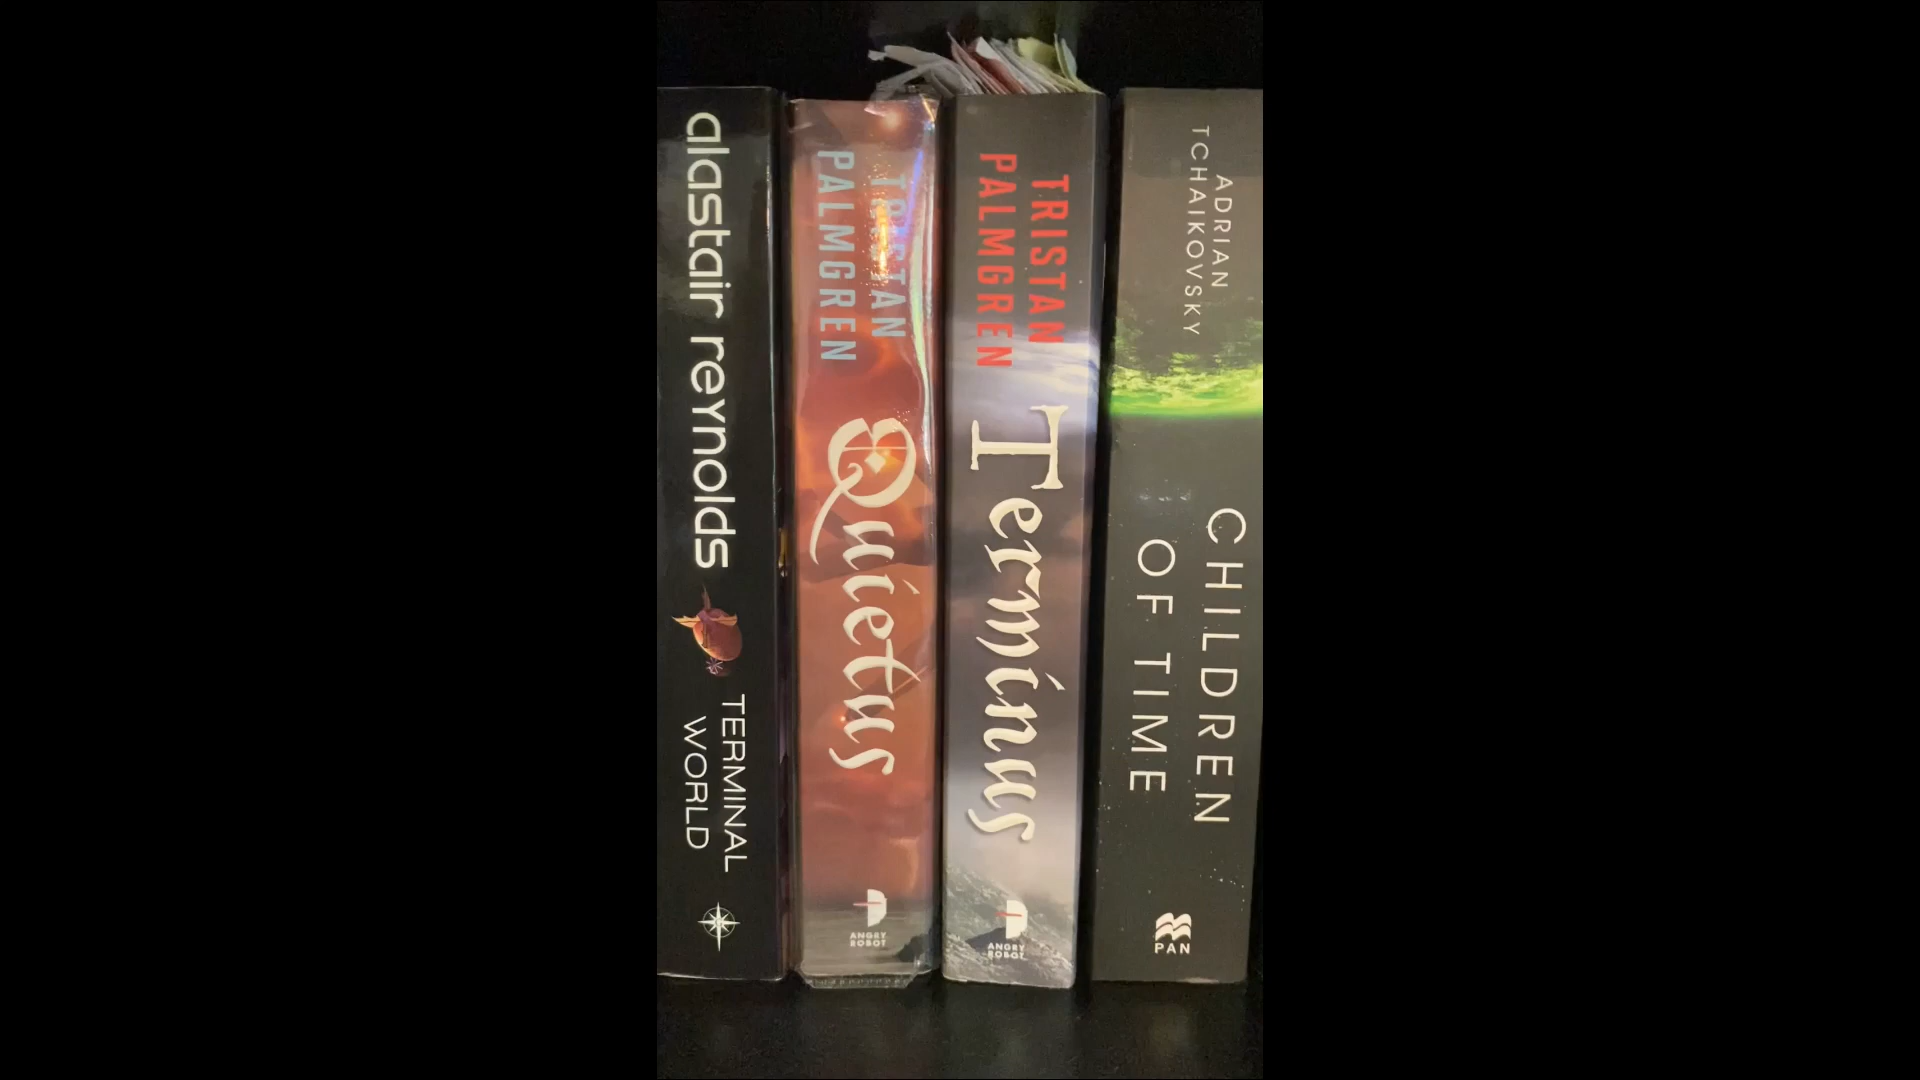 alastair reynolds
TERMINAL
WORLD
TRISTAN
PALMGREN
Quietus
ANGRY
ROBOT
TRISTAN
PALMGREN
Terminus
ANGRY
ROBOT
ADRIAN
TCHAIKOVSKY
CHILDREN
OF TIME
PAN